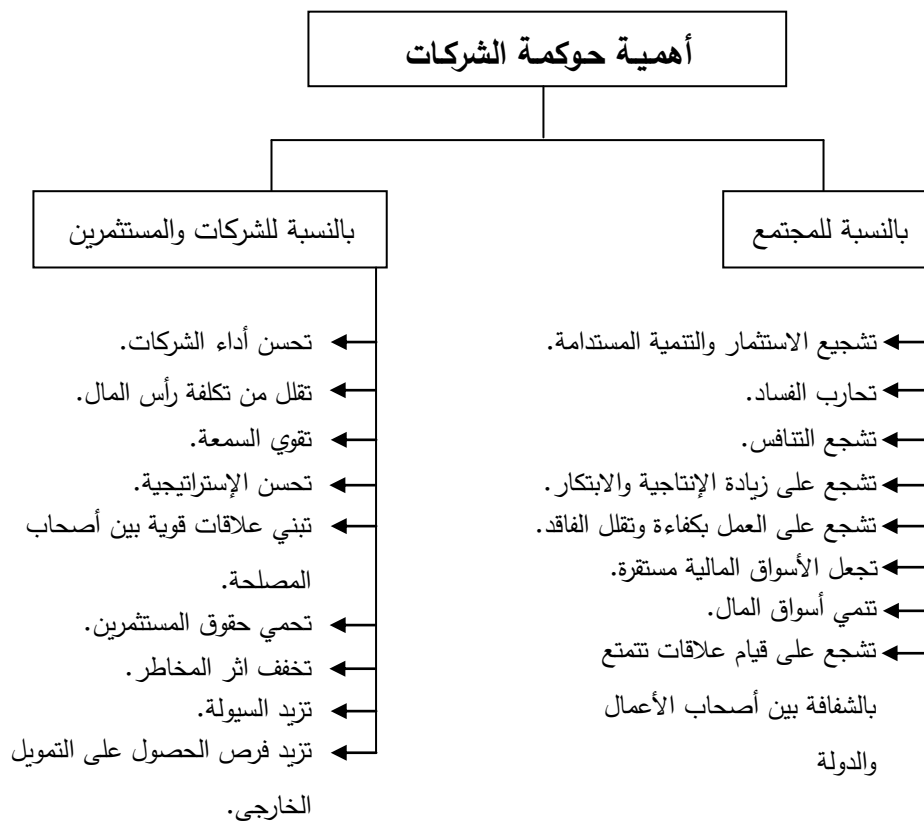 أهمية حوكمة الشركات
بالنسبة للمجتمع
تشجيع الاستثمار والتنمية المستدامة.
تحارب الفساد.
تشجع التنافس.
تشجع على زيادة الإنتاجية والابتكار.
تشجع على العمل بكفاءة وتقلل الفاقد.
تجعل الأسواق المالية مستقرة.
تنمي أسواق المال.
تشجع على قيام علاقات تتمتع
بالشفافة بين أصحاب الأعمال
والدولة
بالنسبة للشركات والمستثمرين
تحسن أداء الشركات.
تقلل من تكلفة رأس المال.
تقوي السمعة.
تحسن الإستراتيجية.
تبني علاقات قوية بين أصحاب
المصلحة.
تحمي حقوق المستثمرين.
تخفف اثر المخاطر.
تزيد السيولة.
تزيد فرص الحصول على التمويل
الخارجي.